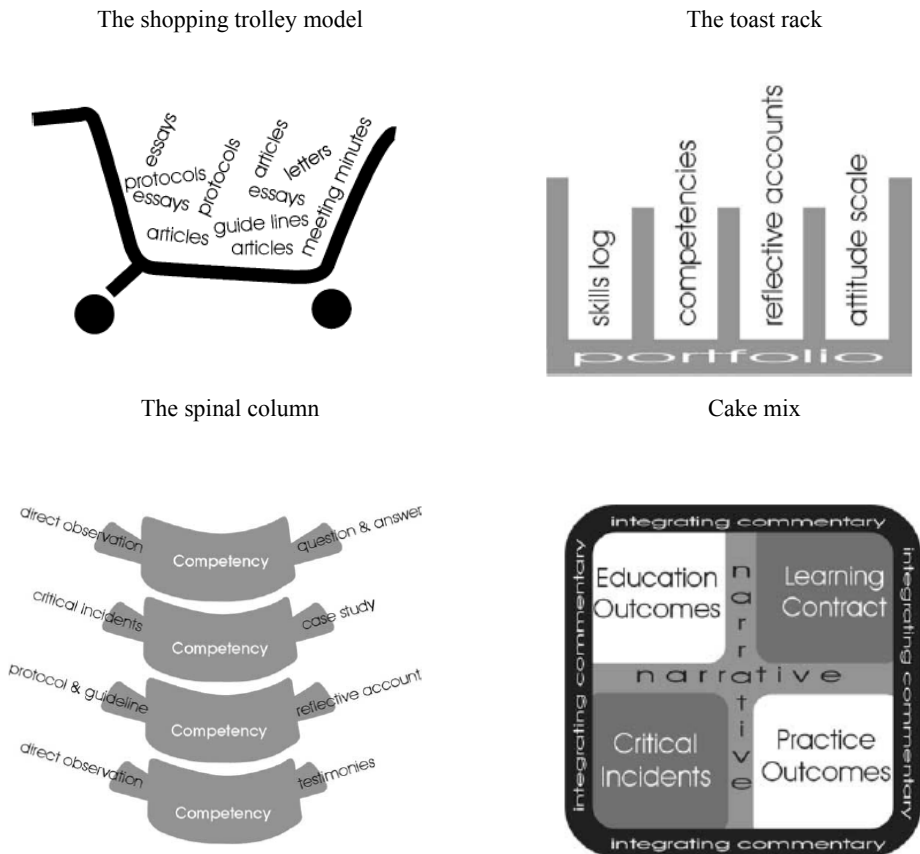 The shopping trolley model
essays
protocols
essays
protocols
articles
letters
essays
guide lines
articles
articles
meeting minutes
The toast rack
skills log
competencies
reflective accounts
attitude scale
portfolio
The spinal column
direct observation
Competency
question & answer
critical incidents
Competency
case study
protocol & guideline
Competency
reflective account
direct observation
Competency
testimonies
Cake mix
integrating commentary
integrating commentary
integrating commentary
Education
Outcomes
narrative
Learning
Contract
narrative
Critical
Incidents
Practice
Outcomes
integrating commentary